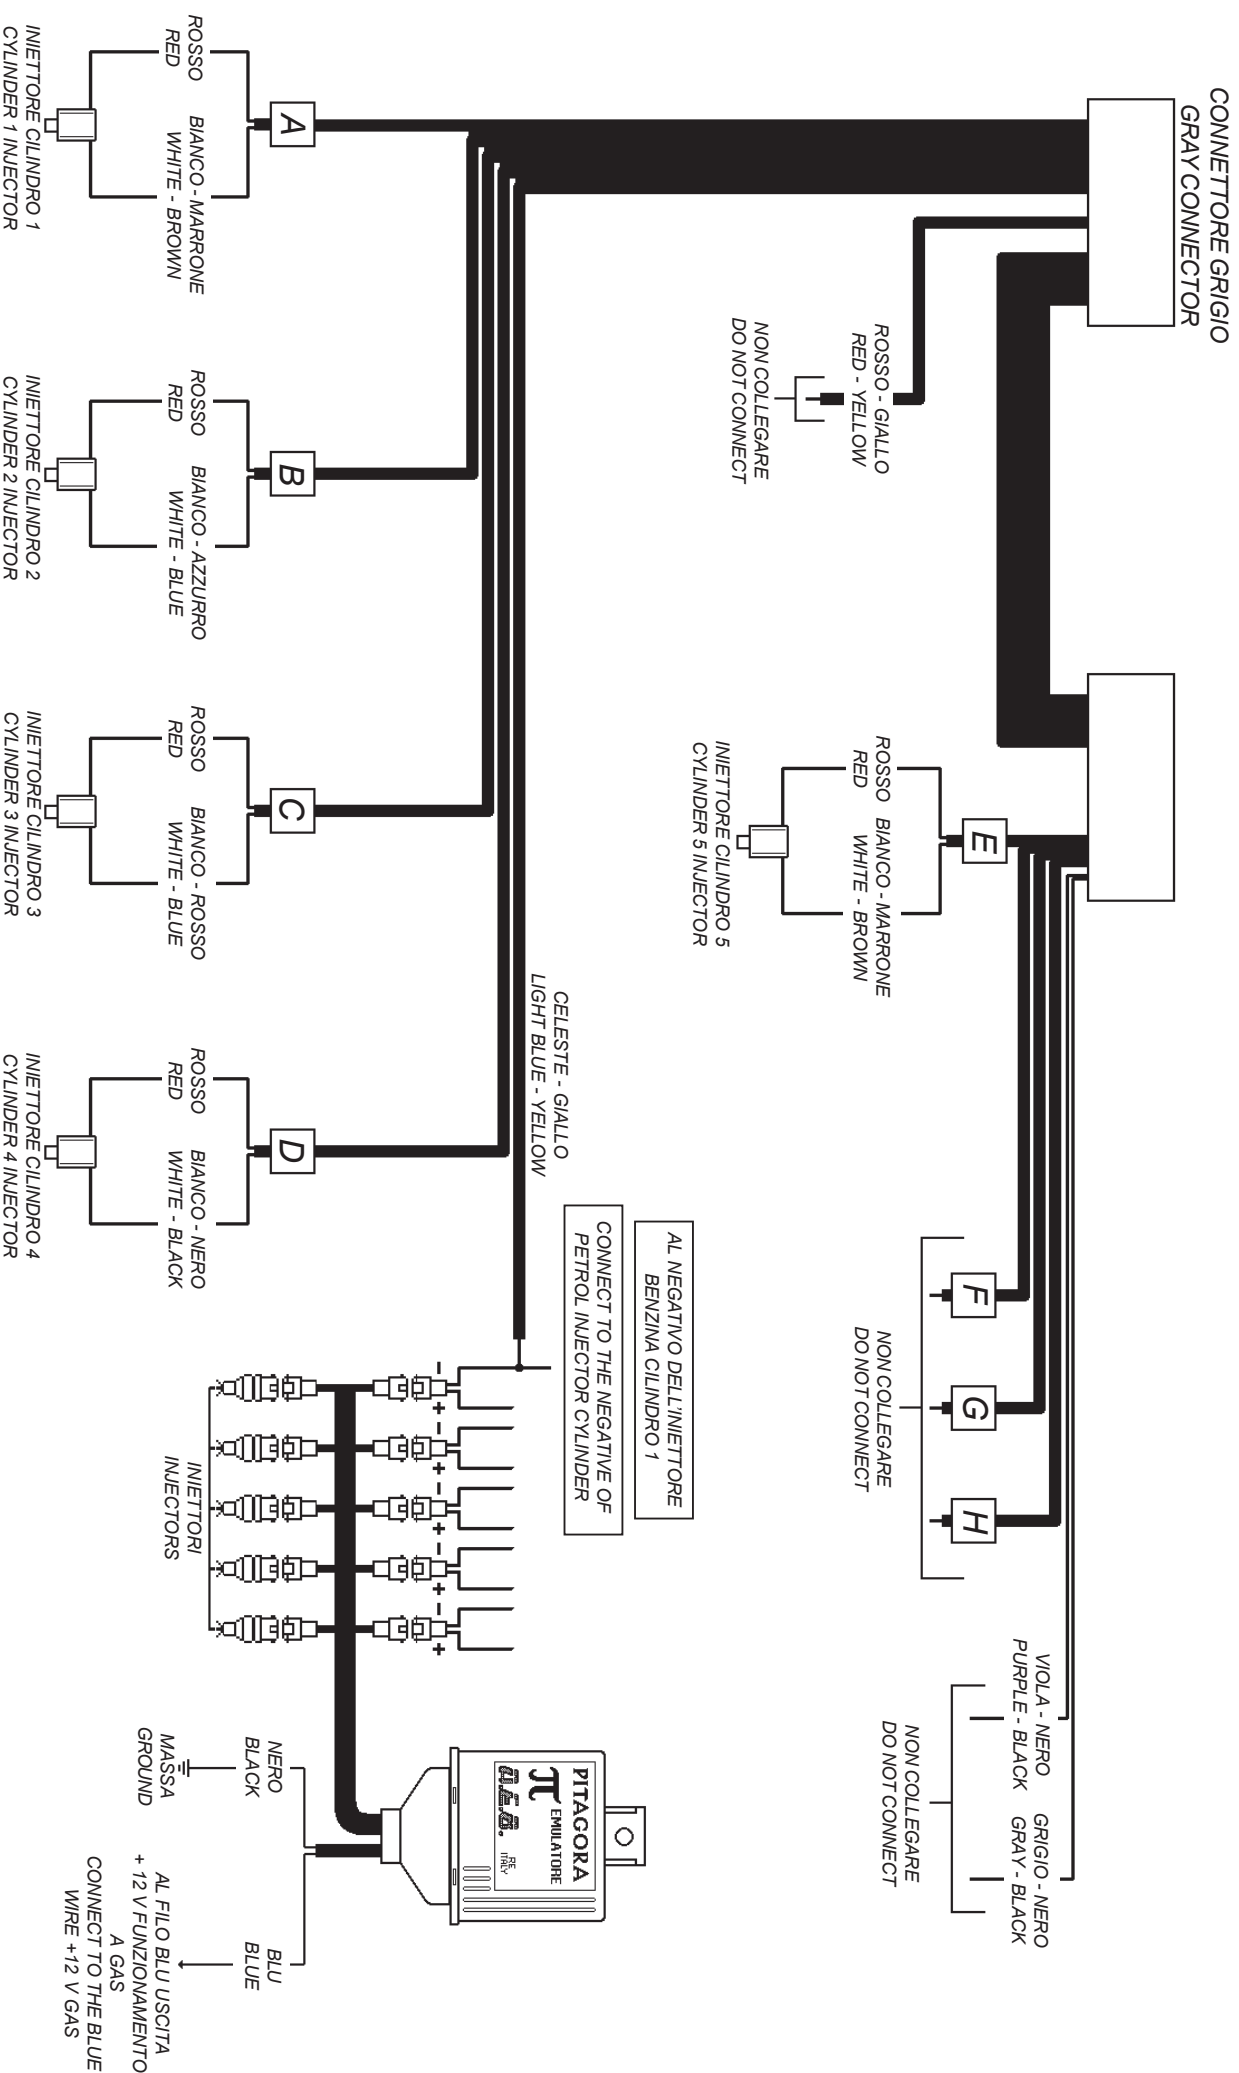 CONNETTORE GRIGIO
GRAY CONNECTOR
ROSSO - GIALLO
RED - YELLOW
NON COLLEGARE
DO NOT CONNECT
E
ROSSO
RED
BIANCO - MARRONE
WHITE - BROWN
INIETTORE CILINDRO 5
CYLINDER 5 INJECTOR
F
G
H
NON COLLEGARE
DO NOT CONNECT
VIOLA - NERO
PURPLE - BLACK
GRIGIO - NERO
GRAY - BLACK
NON COLLEGARE
DO NOT CONNECT
CELESTE - GIALLO
LIGHT BLUE - YELLOW
AL NEGATIVO DELL'INIETTORE
BENZINA CILINDRO 1
CONNECT TO THE NEGATIVE OF
PETROL INJECTOR CYLINDER
A
ROSSO
RED
BIANCO - MARRONE
WHITE - BROWN
INIETTORE CILINDRO 1
CYLINDER 1 INJECTOR
B
ROSSO
RED
BIANCO - AZZURRO
WHITE - BLUE
INIETTORE CILINDRO 2
CYLINDER 2 INJECTOR
C
ROSSO
RED
BIANCO - ROSSO
WHITE - BLUE
INIETTORE CILINDRO 3
CYLINDER 3 INJECTOR
D
ROSSO
RED
BIANCO - NERO
WHITE - BLACK
INIETTORE CILINDRO 4
CYLINDER 4 INJECTOR
- + - + - + - + - +
INIETTORI
INJECTORS
PITAGORA
π EMULATORE
A.E.B. RE
ITALY
NERO
BLACK
MASSA
GROUND
BLU
BLUE
AL FILO BLU USCITA
+ 12 V FUNZIONAMENTO
A GAS
CONNECT TO THE BLUE
WIRE +12 V GAS